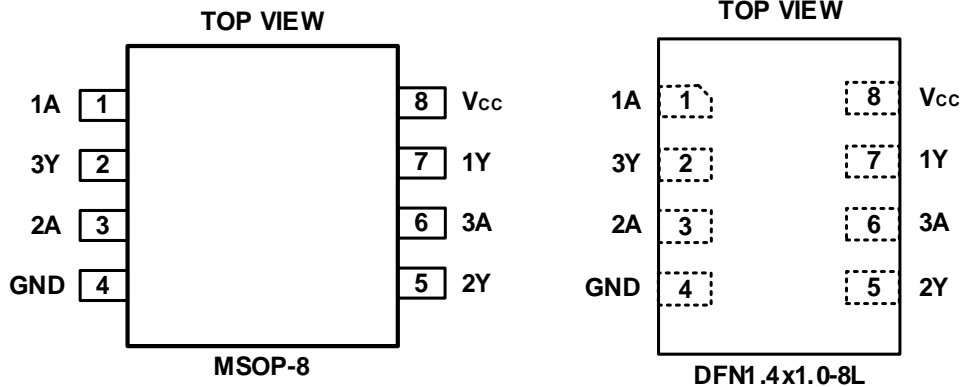 TOP VIEW
1A 1 8 Vcc
3Y 2 7 1Y
2A 3 6 3A
GND 4 5 2Y
MSOP-8
TOP VIEW
1A 1 8 Vcc
3Y 2 7 1Y
2A 3 6 3A
GND 4 5 2Y
DFN1.4x1.0-8L